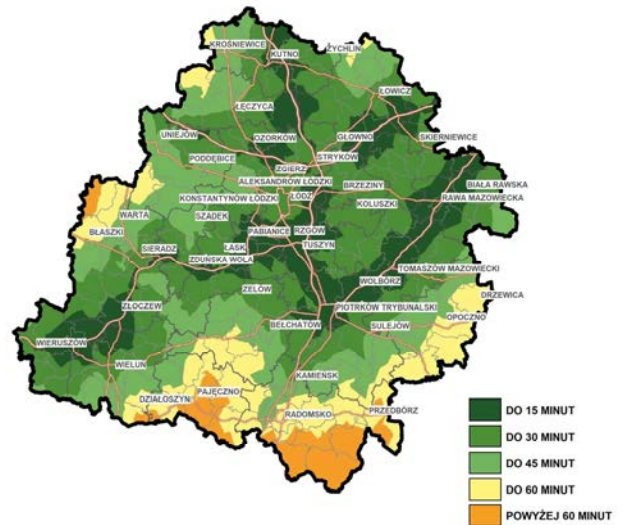 KROŚNIEWICE
KUTNO
ŻYCHLIN
ŁĘCZYCA
ŁOWICZ
UNIEJÓW
OZORKÓW
GŁOWNO
SKIERNIEWICE
PODDĘBICE
ZGIERZ
STRYKÓW
ALEKSANDRÓW ŁÓDZKI
BRZEZINY
BIAŁA RAWSKA
KONSTANTYNÓW ŁÓDZKI
ŁÓDŹ
KOLUSZKI
RAWA MAZOWIECKA
WARTA
SZADEK
BŁASZKI
PABIANICE
RZGÓW
SIERADZ
ŁASK
TUSZYN
ZDUŃSKA WOLA
TOMASZÓW MAZOWIECKI
WOLBÓRZ
ZELÓW
DRZEWICA
ZŁOCZEW
PIOTRKÓW TRYBUNALSKI
OPOCZNO
BEŁCHATÓW
SULEJÓW
WIERUSZÓW
WIELUŃ
KAMIEŃSK
PAJĘCZNO
DZIAŁOSZYN
RADOMSKO
PRZEDBÓRZ
DO 15 MINUT
DO 30 MINUT
DO 45 MINUT
DO 60 MINUT
POWYŻEJ 60 MINUT